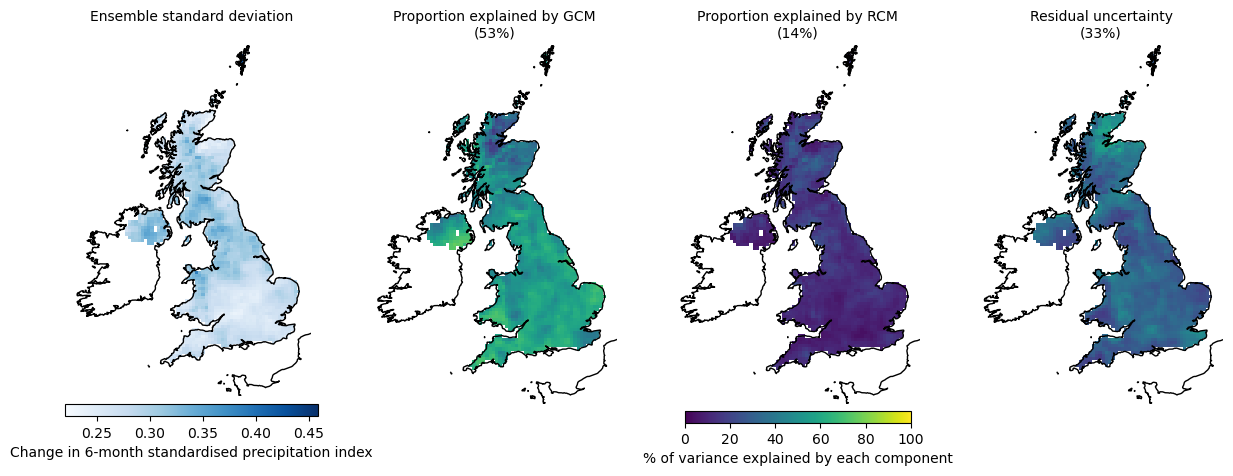 Ensemble standard deviation
Proportion explained by GCM
(53%)
Proportion explained by RCM
(14%)
Residual uncertainty
(33%)
0.25 0.30 0.35 0.40 0.45
Change in 6-month standardised precipitation index
0 20 40 60 80 100
% of variance explained by each component